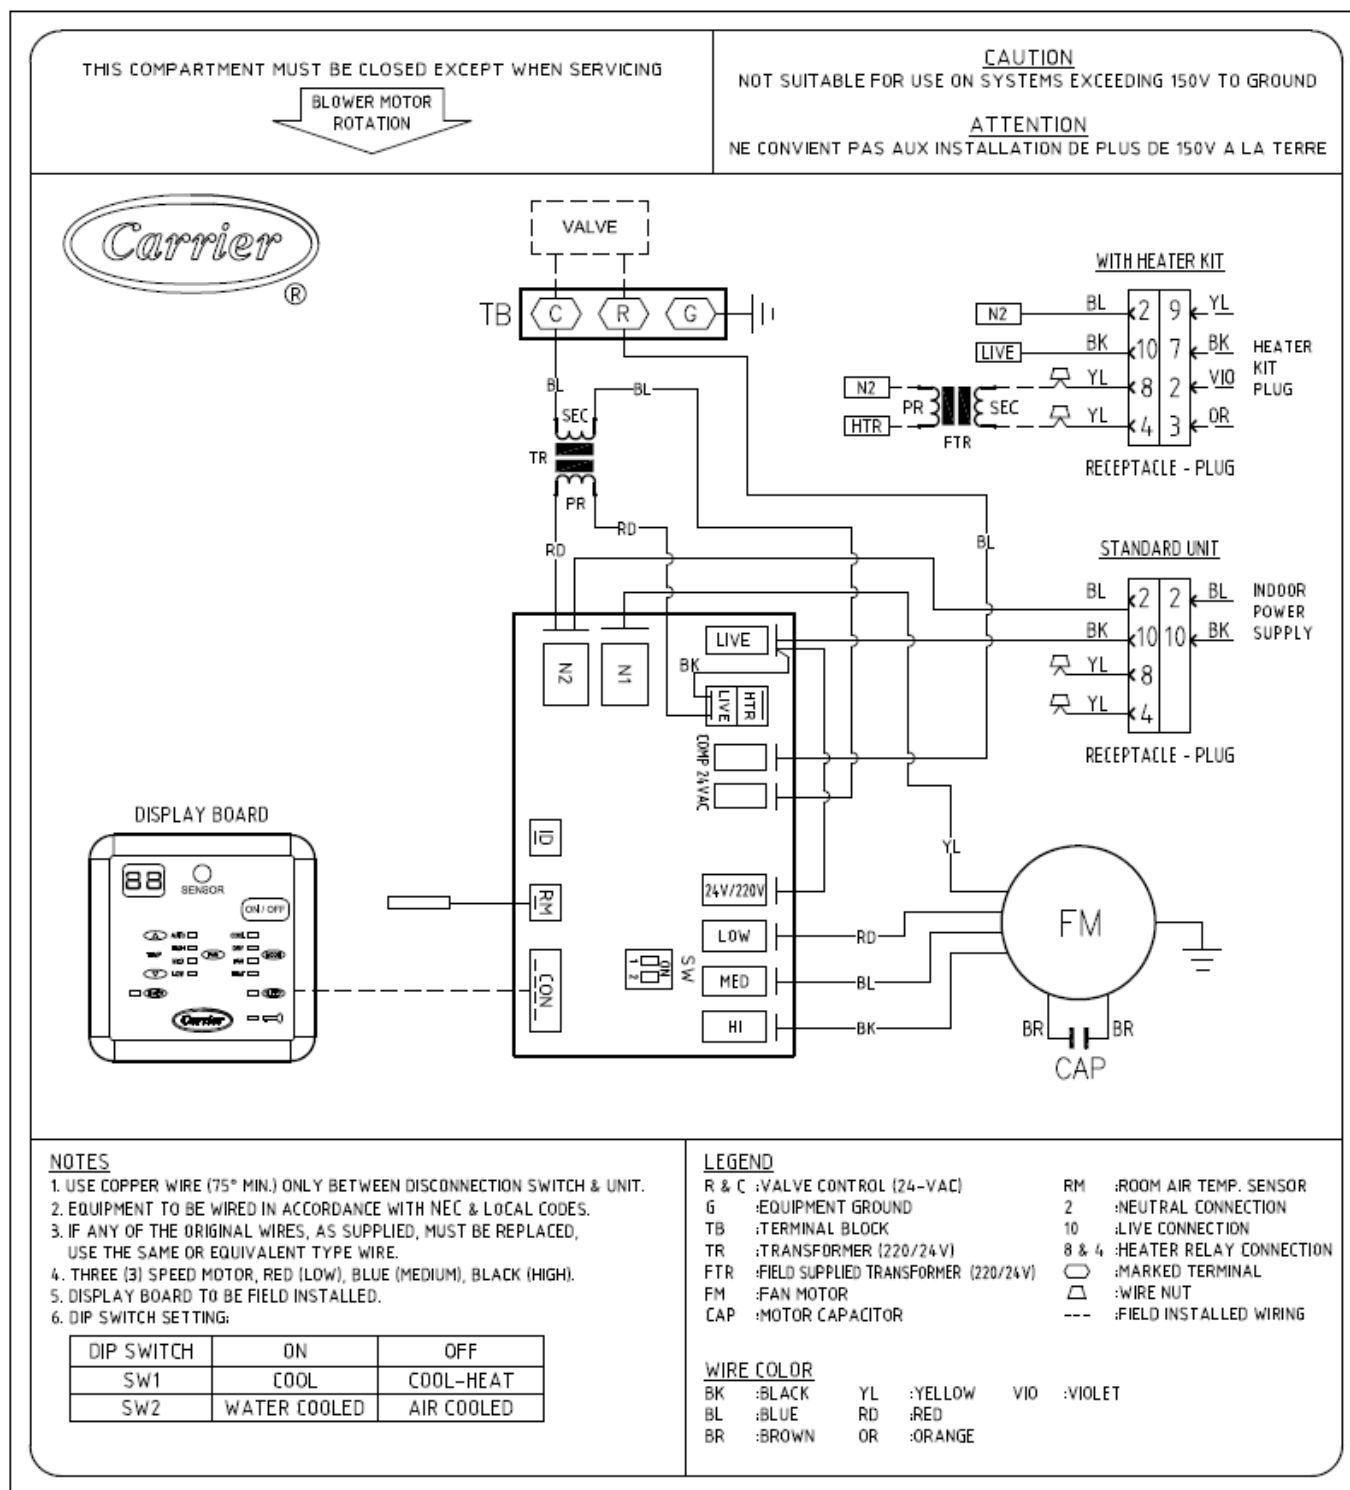 THIS COMPARTMENT MUST BE CLOSED EXCEPT WHEN SERVICING
BLOWER MOTOR
ROTATION
CAUTION
NOT SUITABLE FOR USE ON SYSTEMS EXCEEDING 150V TO GROUND
ATTENTION
NE CONVIENT PAS AUX INSTALLATION DE PLUS DE 150V A LA TERRE
Carrier
®
VALVE
TB
C R G
BL
BL
SEC
TR
PR
RD
RD
WITH HEATER KIT
N2 BL 2 9 YL
LIVE BK 10 7 BK
N2 PR SEC YL 8 2 VIO
HTR FTR YL 4 3 OR
HEATER
KIT
PLUG
RECEPTACLE - PLUG
BL
STANDARD UNIT
BL 2 2 BL
BK 10 10 BK
YL 8
YL 4
INDOOR
POWER
SUPPLY
RECEPTACLE - PLUG
N2
N1
LIVE
BK
LIVE
HTR
COMP
24VAC
ID
RM
CON
24V/220V
LOW
MED
HI
1
2
ON
SW
YL
RD
BL
BK
FM
BR BR
CAP
DISPLAY BOARD
88
SENSOR
ON/OFF
AUTO
COOL
LOW
Carrier
NOTES
1. USE COPPER WIRE (75° MIN.) ONLY BETWEEN DISCONNECTION SWITCH & UNIT.
2. EQUIPMENT TO BE WIRED IN ACCORDANCE WITH NEC & LOCAL CODES.
3. IF ANY OF THE ORIGINAL WIRES, AS SUPPLIED, MUST BE REPLACED,
USE THE SAME OR EQUIVALENT TYPE WIRE.
4. THREE (3) SPEED MOTOR, RED (LOW), BLUE (MEDIUM), BLACK (HIGH).
5. DISPLAY BOARD TO BE FIELD INSTALLED.
6. DIP SWITCH SETTING:
DIP SWITCH ON OFF
SW1 COOL COOL-HEAT
SW2 WATER COOLED AIR COOLED
LEGEND
R & C :VALVE CONTROL (24-VAC)
G :EQUIPMENT GROUND
TB :TERMINAL BLOCK
TR :TRANSFORMER (220/24V)
FTR :FIELD SUPPLIED TRANSFORMER (220/24V)
FM :FAN MOTOR
CAP :MOTOR CAPACITOR
RM :ROOM AIR TEMP. SENSOR
2 :NEUTRAL CONNECTION
10 :LIVE CONNECTION
8 & 4 :HEATER RELAY CONNECTION
:MARKED TERMINAL
:WIRE NUT
--- :FIELD INSTALLED WIRING
WIRE COLOR
BK :BLACK YL :YELLOW VIO :VIOLET
BL :BLUE RD :RED
BR :BROWN OR :ORANGE